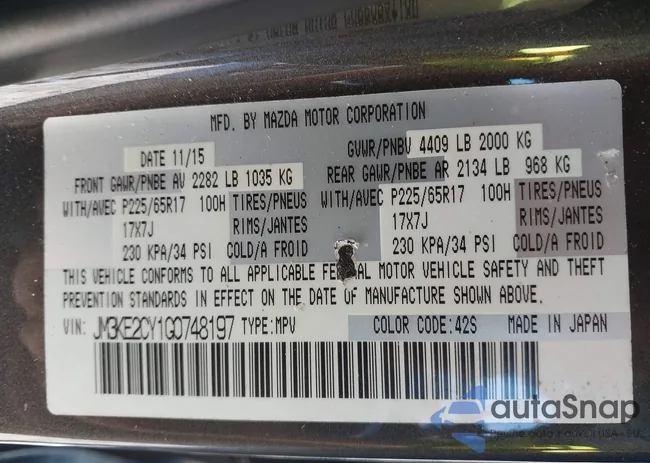 MFD. BY MAZDA MOTOR CORPORATION
DATE 11/15 GVWR/PNBV 4409 LB 2000 KG
FRONT GAWR/PNBE AV 2282 LB 1035 KG REAR GAWR/PNBE AR 2134 LB 968 KG
WITH/AVEC P225/65R17 100H TIRES/PNEUS WITH/AVEC P225/65R17 100H TIRES/PNEUS
17X7J RIMS/JANTES 17X7J RIMS/JANTES
230 KPA/34 PSI COLD/A FROID 230 KPA/34 PSI COLD/A FROID
THIS VEHICLE CONFORMS TO ALL APPLICABLE FEDERAL MOTOR VEHICLE SAFETY AND THEFT
PREVENTION STANDARDS IN EFFECT ON THE DATE OF MANUFACTURE SHOWN ABOVE.
VIN: JM3KE2CY1G0748197 TYPE:MPV COLOR CODE:42S MADE IN JAPAN
autaSnap